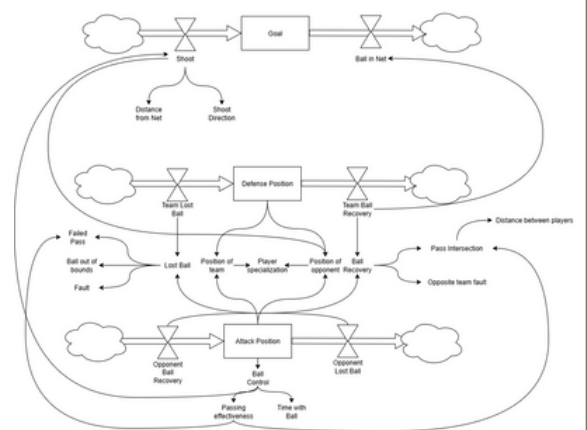 Goal
Shoot
Ball in Net
Distance
from Net
Shoot
Direction
Defense Position
Team Lost
Ball
Team Ball
Recovery
Distance between players
Failed
Pass
Pass Intersection
Ball out of
bounds
Lost Ball
Position of
team
Player
specialization
Position of
opponent
Ball
Recovery
Fault
Opposite team fault
Attack Position
Opponent
Ball
Recovery
Opponent
Lost Ball
Ball
Control
Passing
effectiveness
Time with
Ball